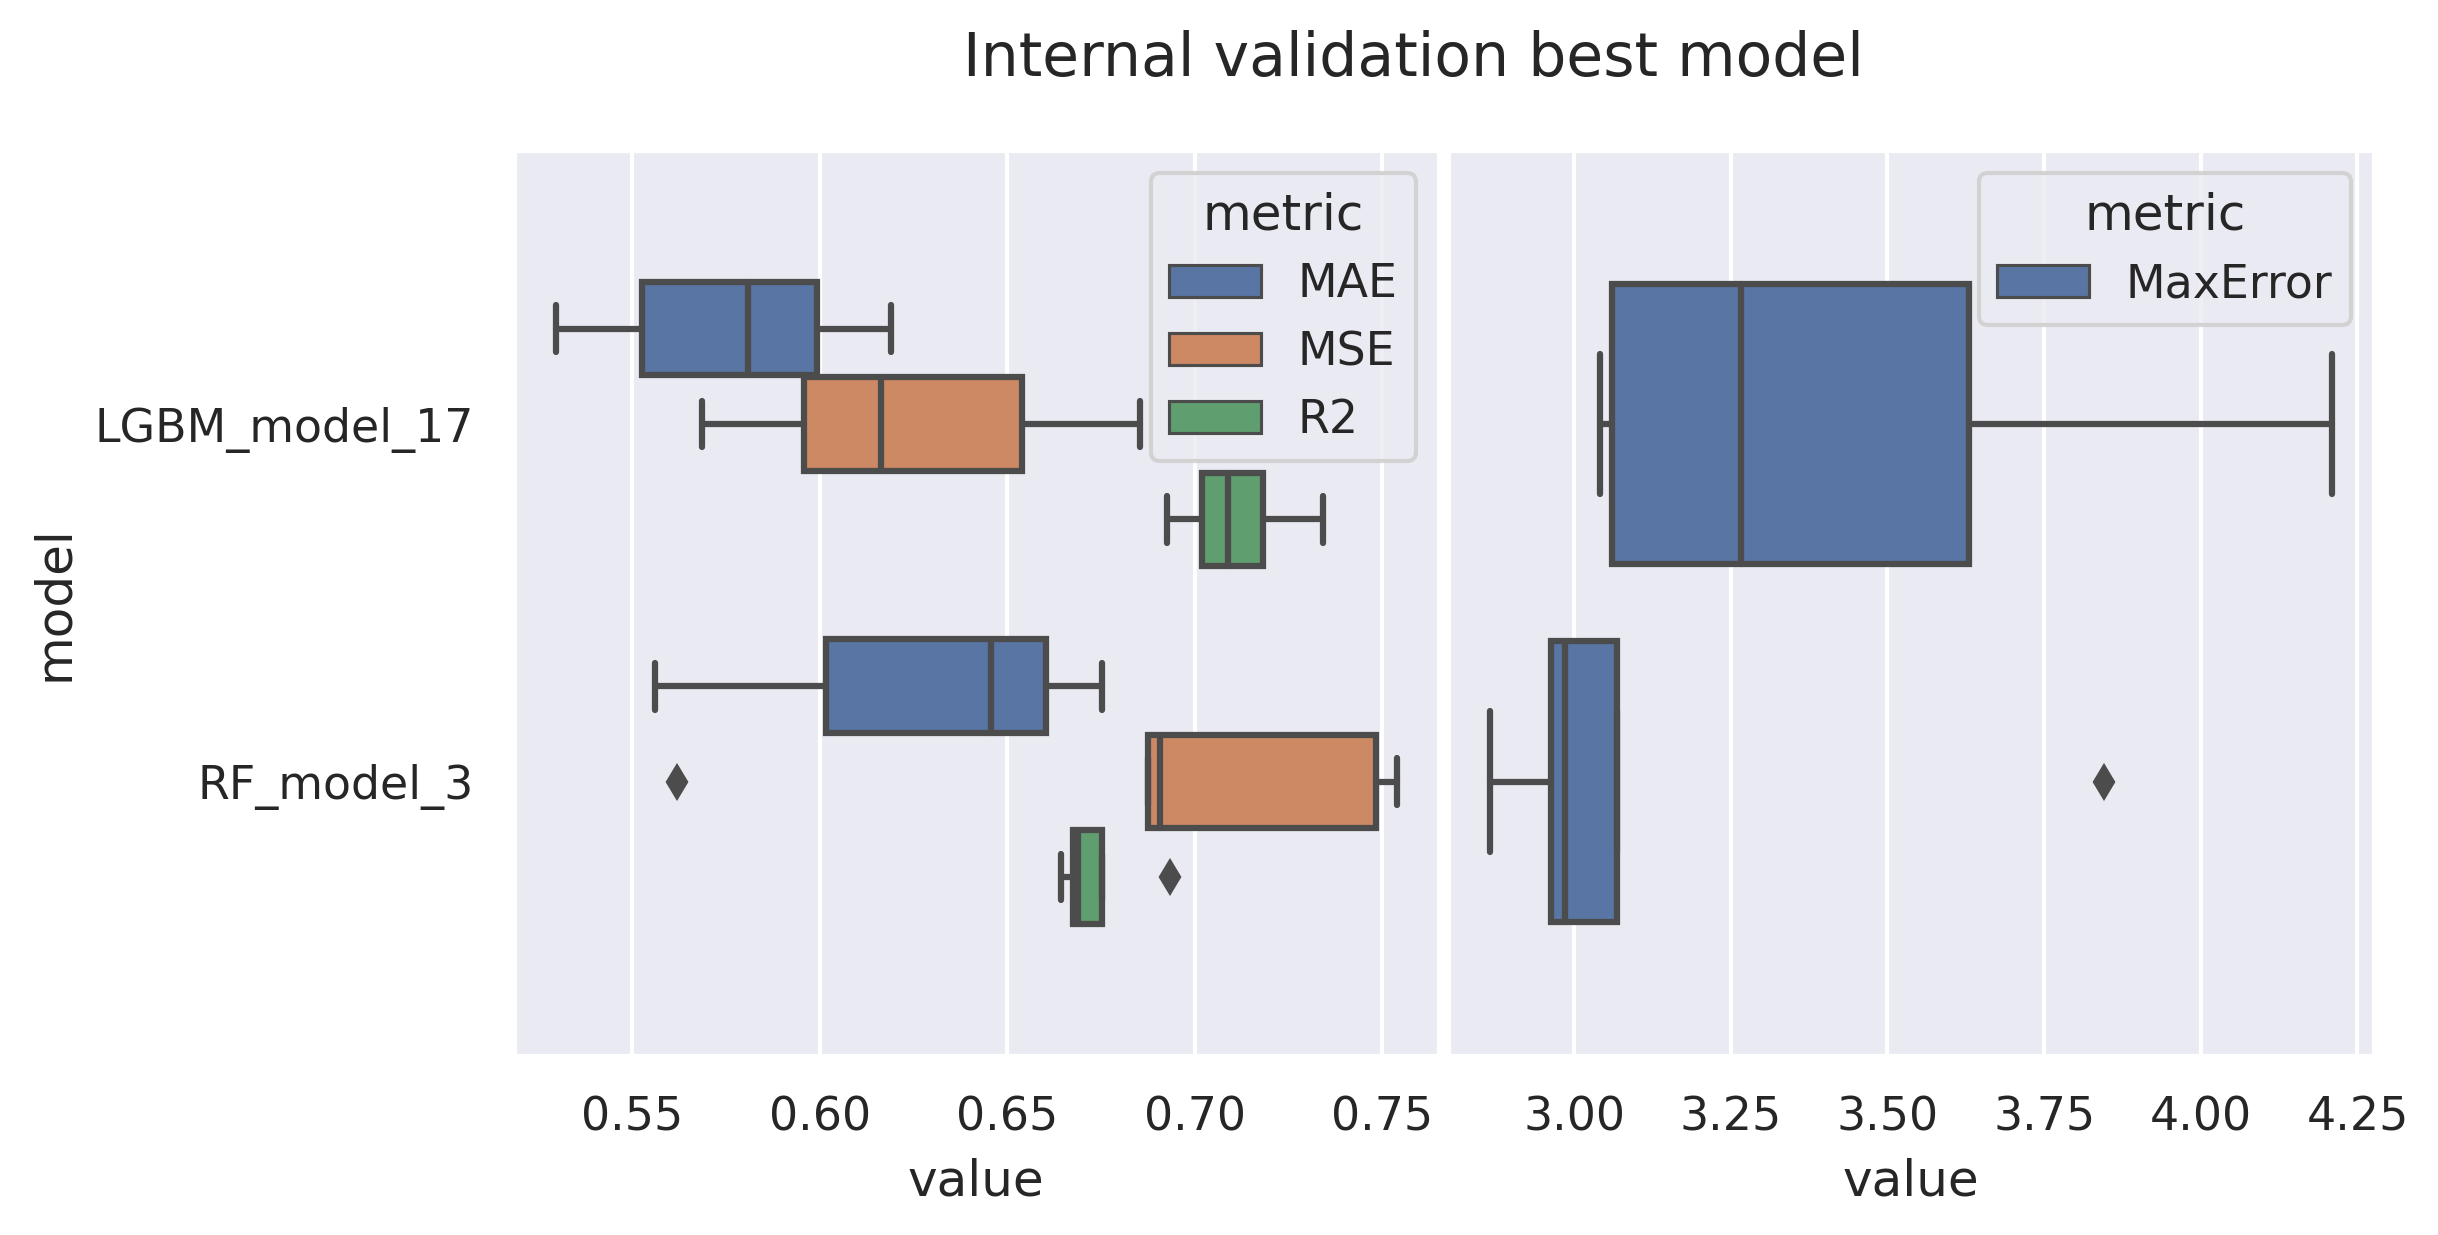 Internal validation best model
metric
MAE
MSE
R2
metric
MaxError
LGBM_model_17
RF_model_3
model
0.55 0.60 0.65 0.70 0.75
value
3.00 3.25 3.50 3.75 4.00 4.25
value